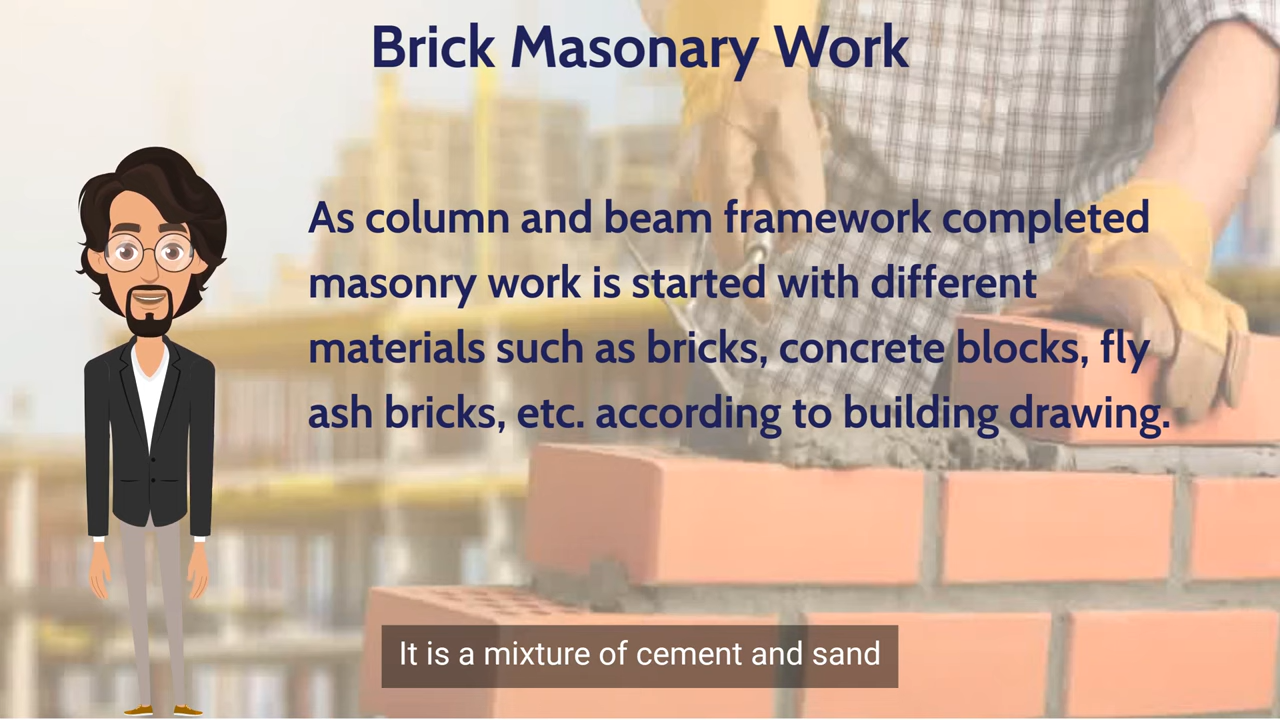 Brick Masonary Work
As column and beam framework completed
masonry work is started with different
materials such as bricks, concrete blocks, fly
ash bricks, etc. according to building drawing.
It is a mixture of cement and sand